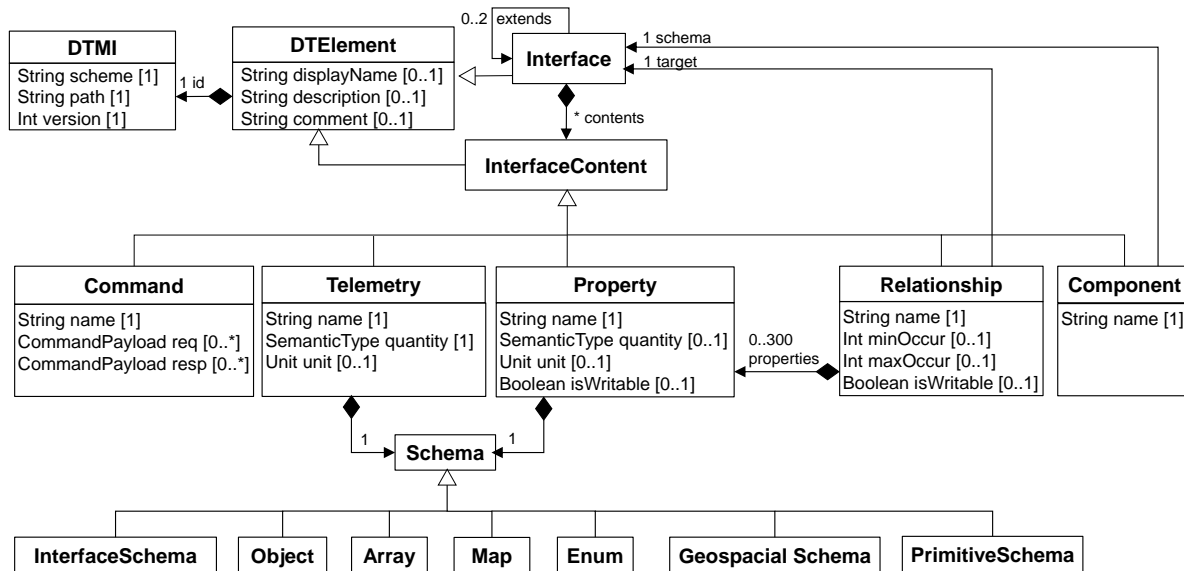 0..2 extends
DTMI
String scheme [1]
String path [1]
Int version [1]
1 id
DTElement
String displayName [0..1]
String description [0..1]
String comment [0..1]
Interface
1 schema
1 target
* contents
InterfaceContent
Command
String name [1]
CommandPayload req [0..*]
CommandPayload resp [0..*]
Telemetry
String name [1]
SemanticType quantity [1]
Unit unit [0..1]
Property
String name [1]
SemanticType quantity [0..1]
Unit unit [0..1]
Boolean isWritable [0..1]
0..300
properties
Relationship
String name [1]
Int minOccur [0..1]
Int maxOccur [0..1]
Boolean isWritable [0..1]
Component
String name [1]
1
1
Schema
InterfaceSchema
Object
Array
Map
Enum
Geospacial Schema
PrimitiveSchema